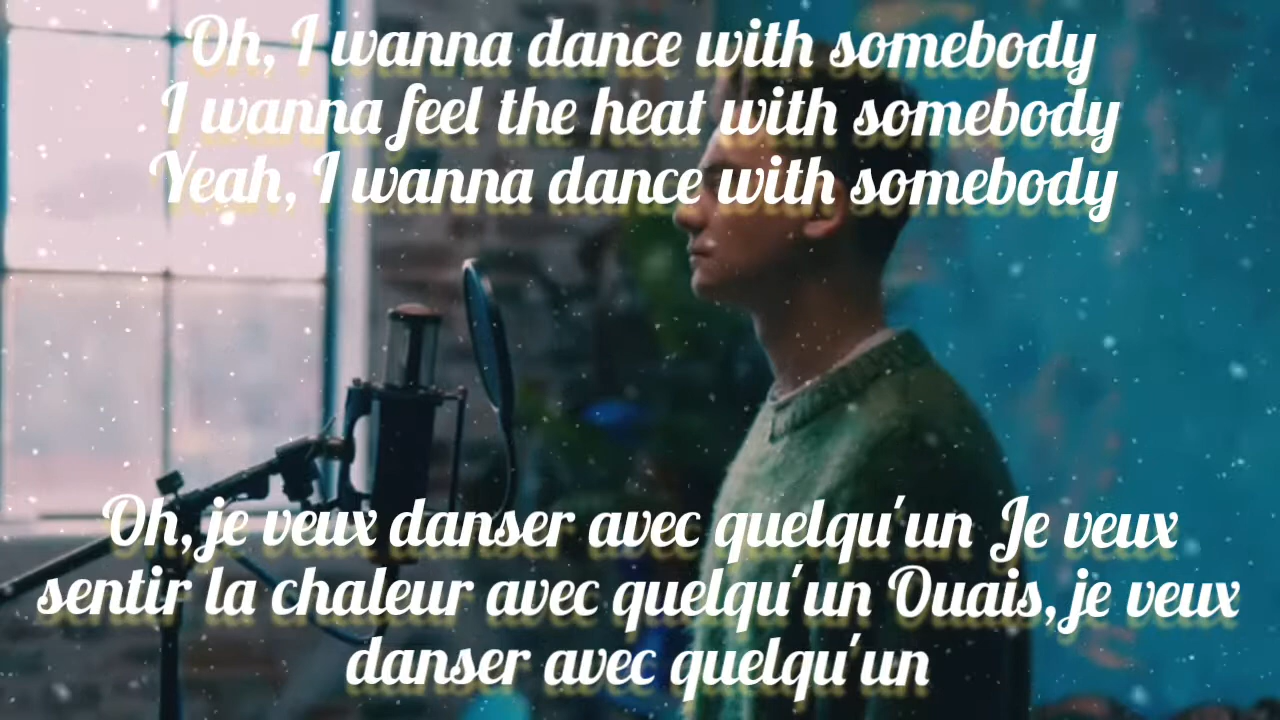 Oh, I wanna dance with somebody
I wanna feel the heat with somebody
Yeah, I wanna dance with somebody
Oh, je veux danser avec quelqu'un Je veux
sentir la chaleur avec quelqu'un Ouais, je veux
danser avec quelqu'un